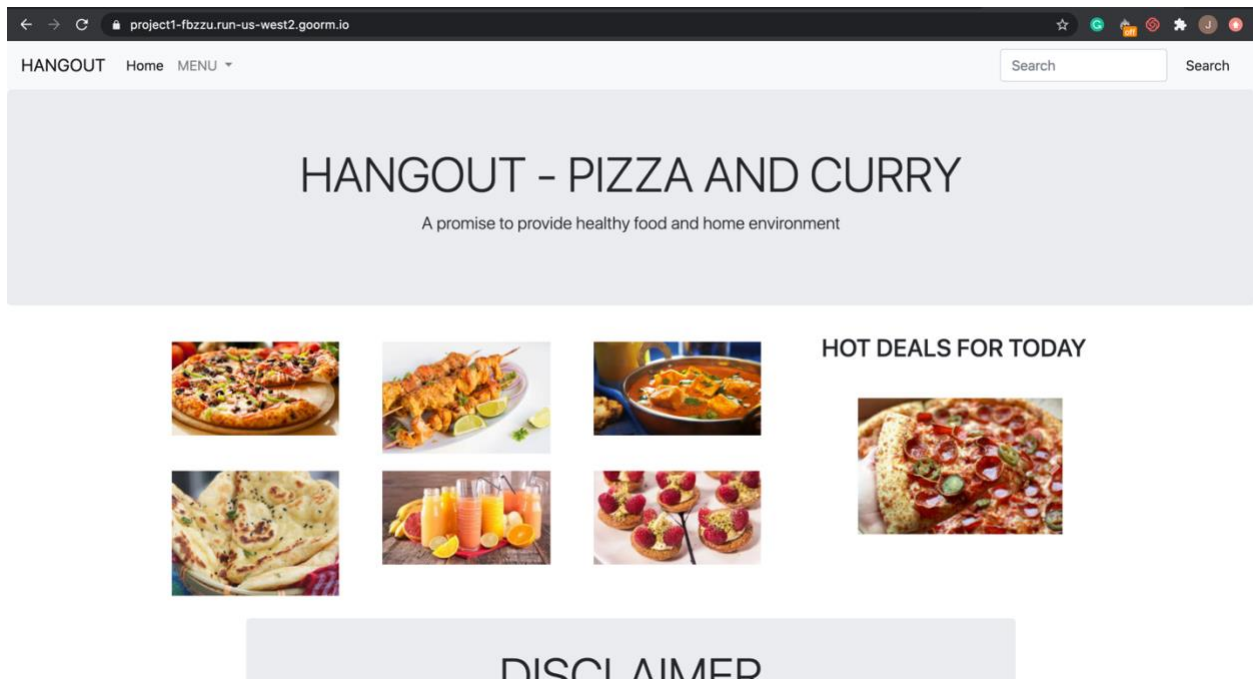 project1-fbzzu.run-us-west2.goorm.io
off J
HANGOUT Home MENU Search Search
HANGOUT - PIZZA AND CURRY
A promise to provide healthy food and home environment
HOT DEALS FOR TODAY
DISCLAIMER